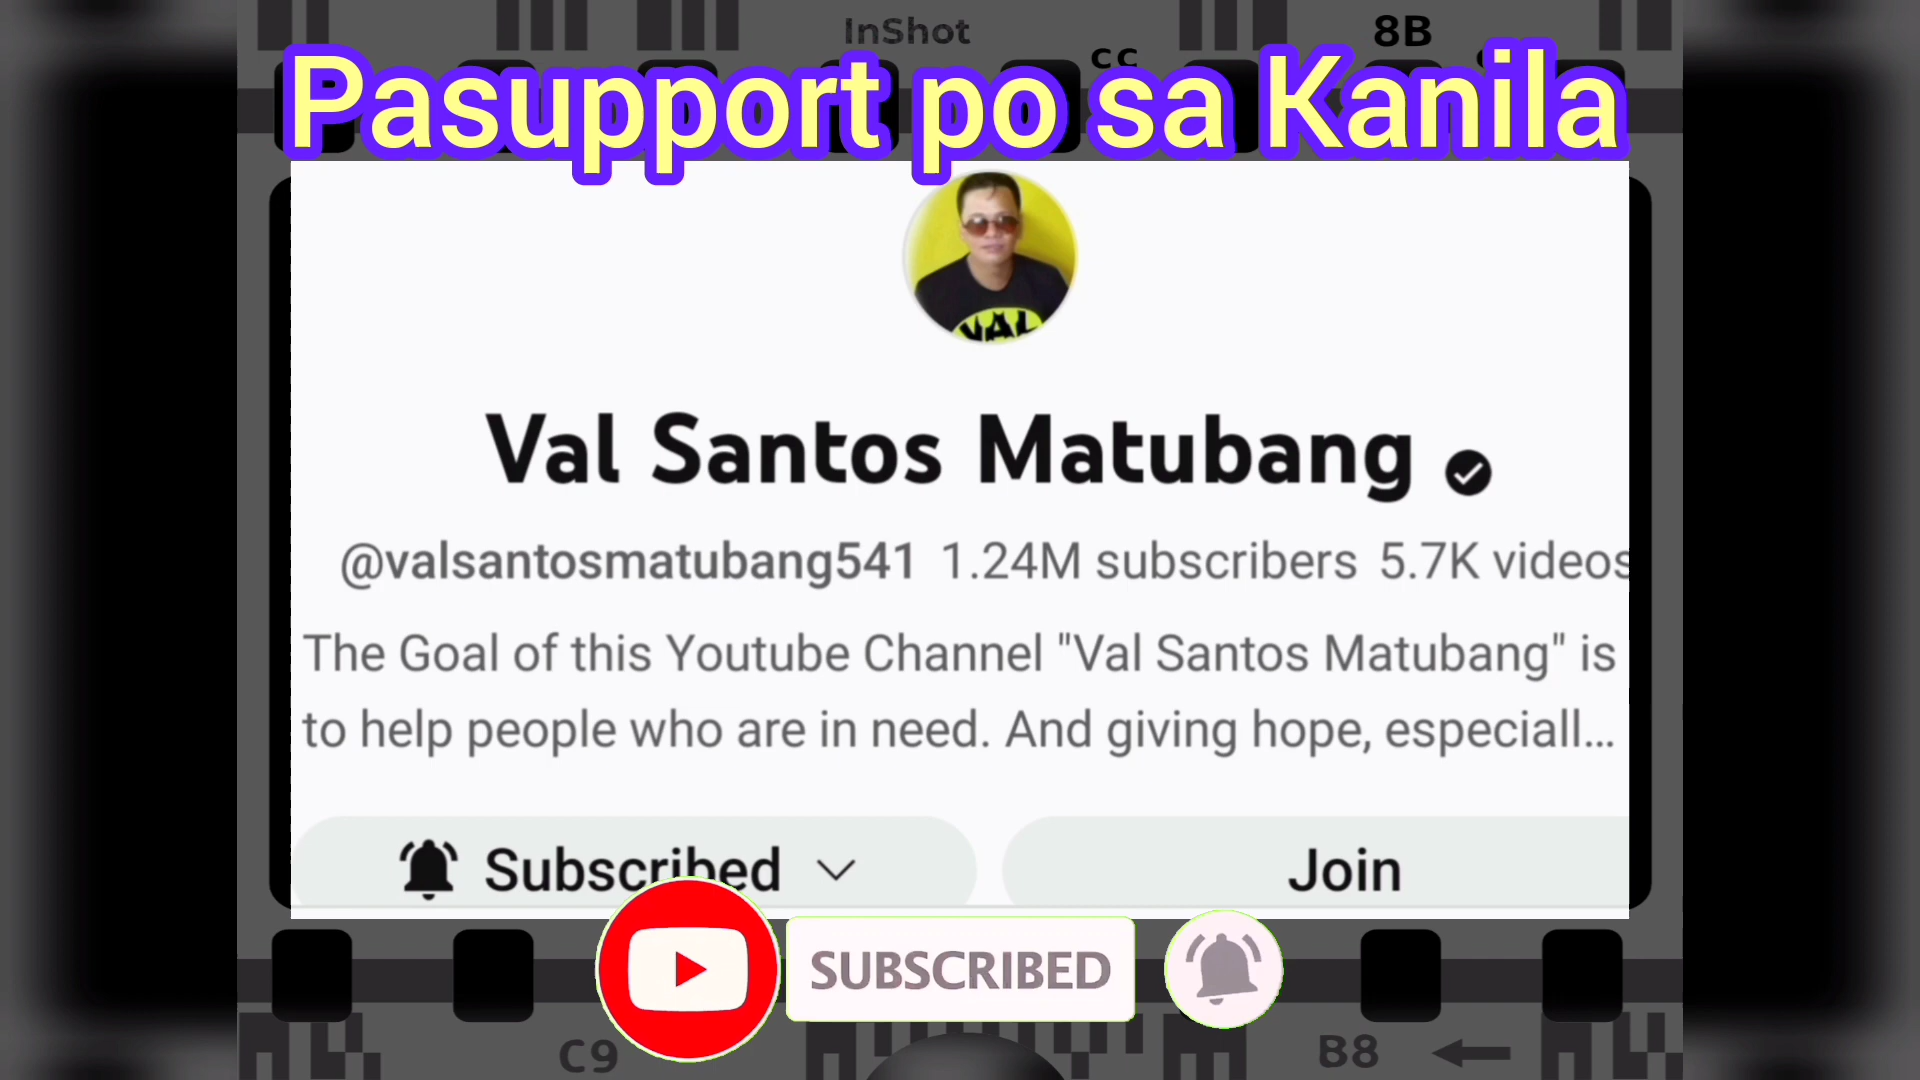 InShot
8B
CC
Pasupport po sa Kanila
VAL
Val Santos Matubang
@valsantosmatubang541 1.24M subscribers 5.7K videos
The Goal of this Youtube Channel "Val Santos Matubang" is
to help people who are in need. And giving hope, especiall...
Subscribed
Join
SUBSCRIBED
C9
B8